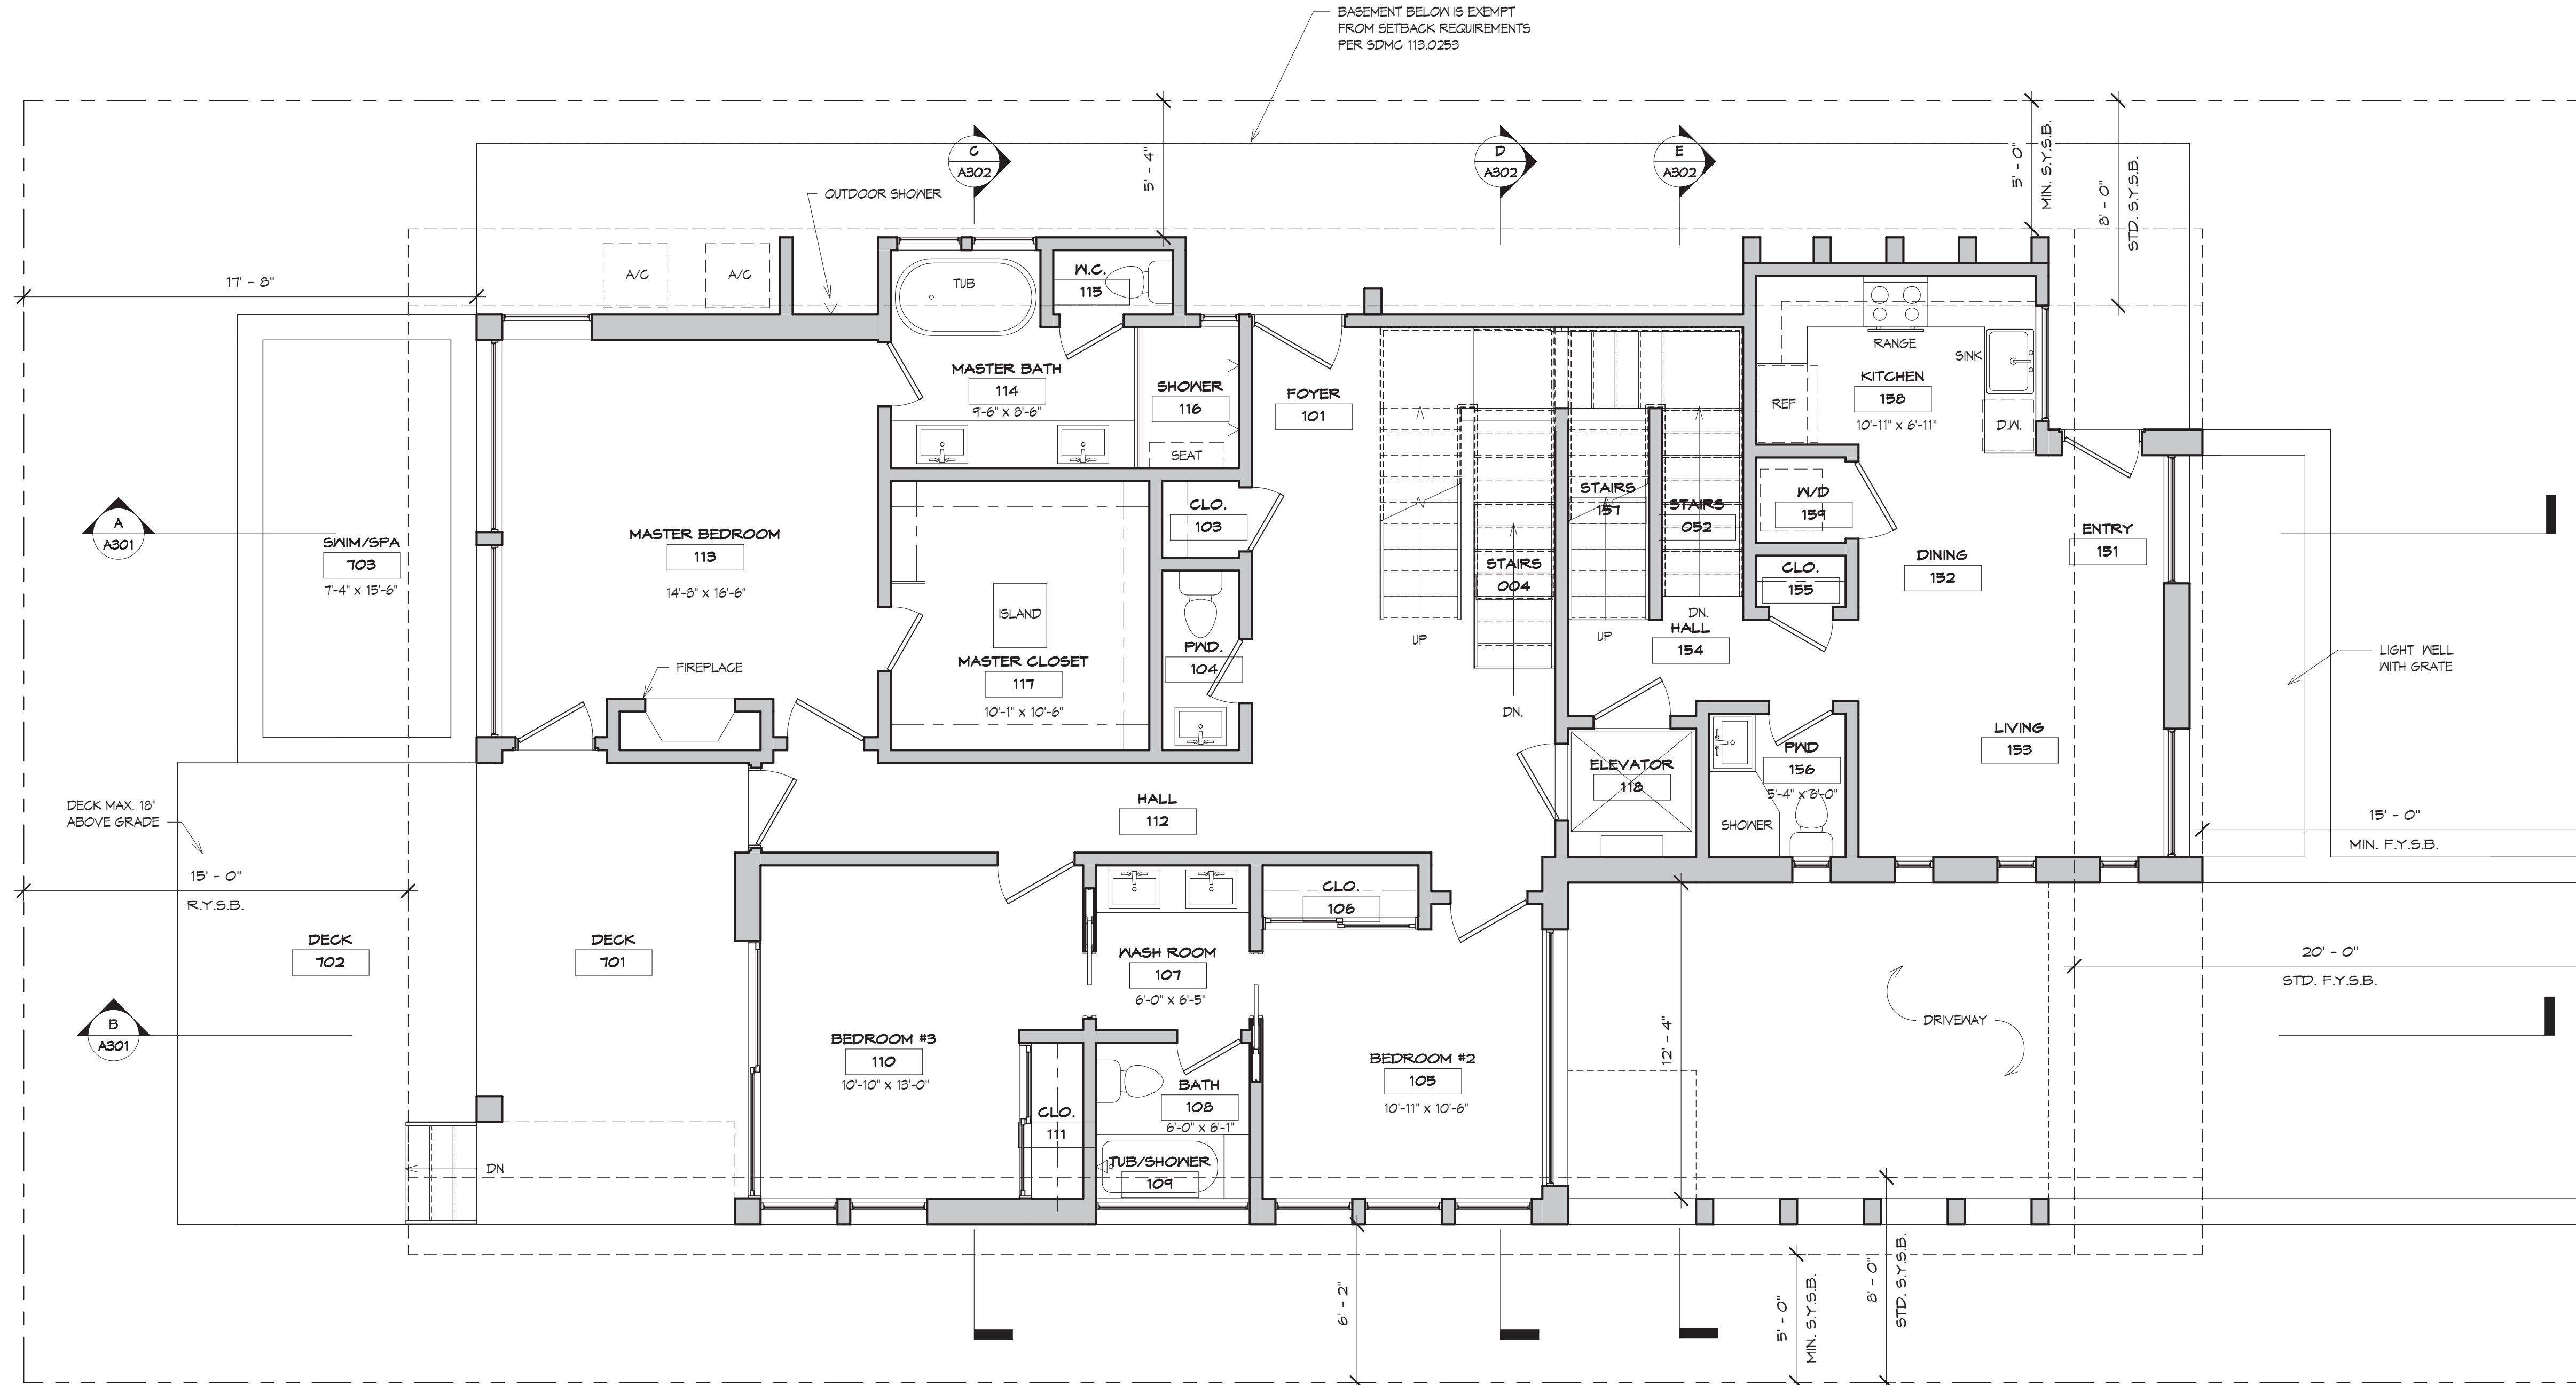 BASEMENT BELOW IS EXEMPT
FROM SETBACK REQUIREMENTS
PER SDMC 113.0253
C
A302
D
A302
E
A302
5' - 4"
5' - 0"
MIN. S.Y.S.B.
8' - 0"
STD. S.Y.S.B.
OUTDOOR SHOWER
17' - 8"
A/C
A/C
TUB
W.C.
115
RANGE
SINK
MASTER BATH
114
9'-6" x 8'-6"
SHOWER
116
SEAT
FOYER
101
KITCHEN
158
10'-11" x 6'-11"
REF
D.W.
A
A301
SWIM/SPA
703
7'-4" x 15'-6"
MASTER BEDROOM
113
14'-8" x 16'-6"
CLO.
103
STAIRS
157
STAIRS
052
W/D
159
ENTRY
151
DINING
152
STAIRS
004
CLO.
155
ISLAND
MASTER CLOSET
117
10'-1" x 10'-6"
PWD.
104
UP
UP
DN.
HALL
154
DN.
FIREPLACE
LIGHT WELL
WITH GRATE
LIVING
153
PWD
156
5'-4" x 6'-0"
SHOWER
ELEVATOR
118
HALL
112
DECK MAX. 18"
ABOVE GRADE
15' - 0"
R.Y.S.B.
15' - 0"
MIN. F.Y.S.B.
DECK
702
DECK
701
CLO.
106
WASH ROOM
107
6'-0" x 6'-5"
20' - 0"
STD. F.Y.S.B.
B
A301
BEDROOM #3
110
10'-10" x 13'-0"
BEDROOM #2
105
10'-11" x 10'-6"
12' - 4"
DRIVEWAY
CLO.
111
BATH
108
6'-0" x 6'-1"
TUB/SHOWER
109
DN
6' - 2"
5' - 0"
MIN. S.Y.S.B.
8' - 0"
STD. S.Y.S.B.